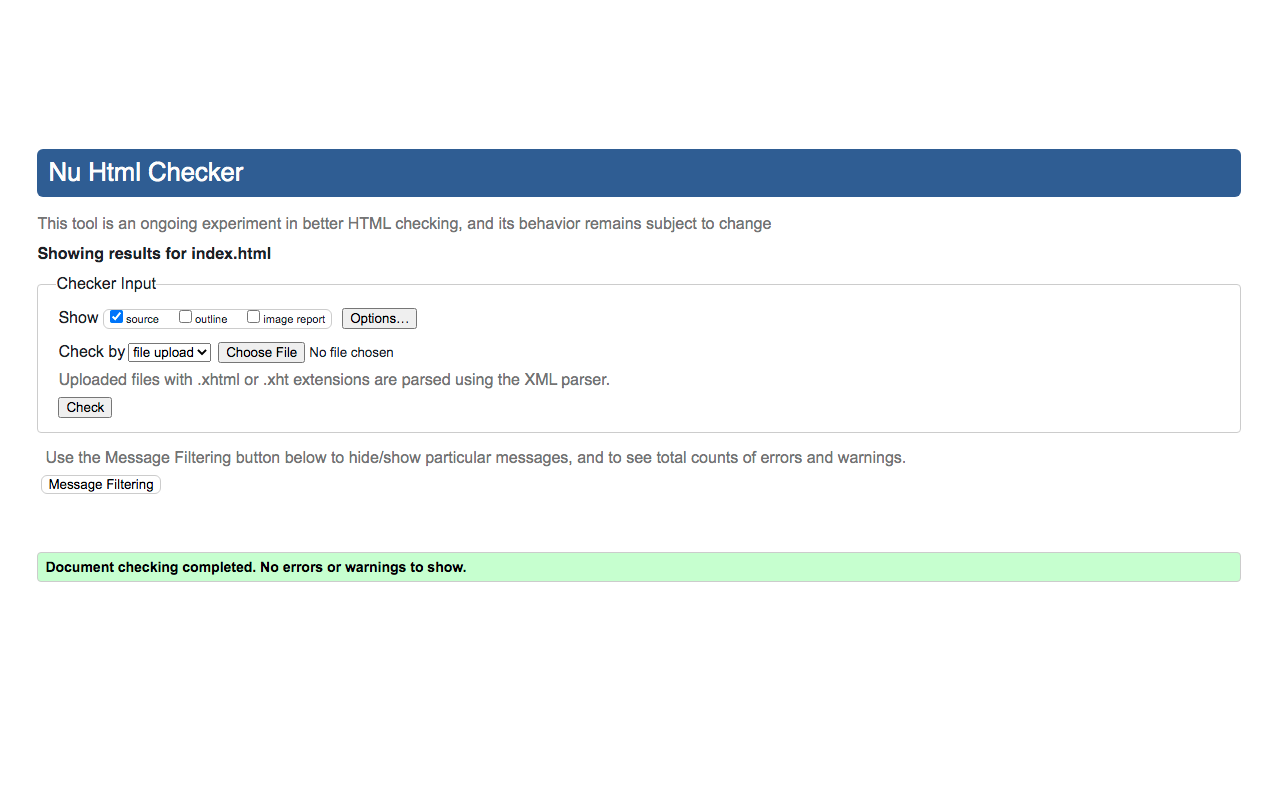 Nu Html Checker
This tool is an ongoing experiment in better HTML checking, and its behavior remains subject to change
Showing results for index.html
Checker Input
Show source outline image report Options...
Check by file upload Choose File No file chosen
Uploaded files with .xhtml or .xht extensions are parsed using the XML parser.
Check
Use the Message Filtering button below to hide/show particular messages, and to see total counts of errors and warnings.
Message Filtering
Document checking completed. No errors or warnings to show.